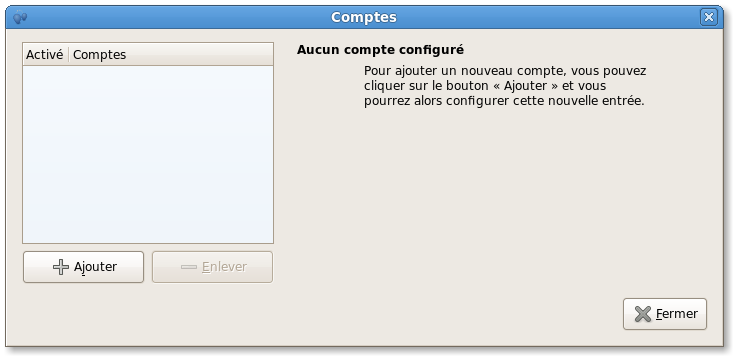 Comptes
Activé Comptes
Aucun compte configuré
Pour ajouter un nouveau compte, vous pouvez
cliquer sur le bouton « Ajouter » et vous
pourrez alors configurer cette nouvelle entrée.
Ajouter
Enlever
Fermer